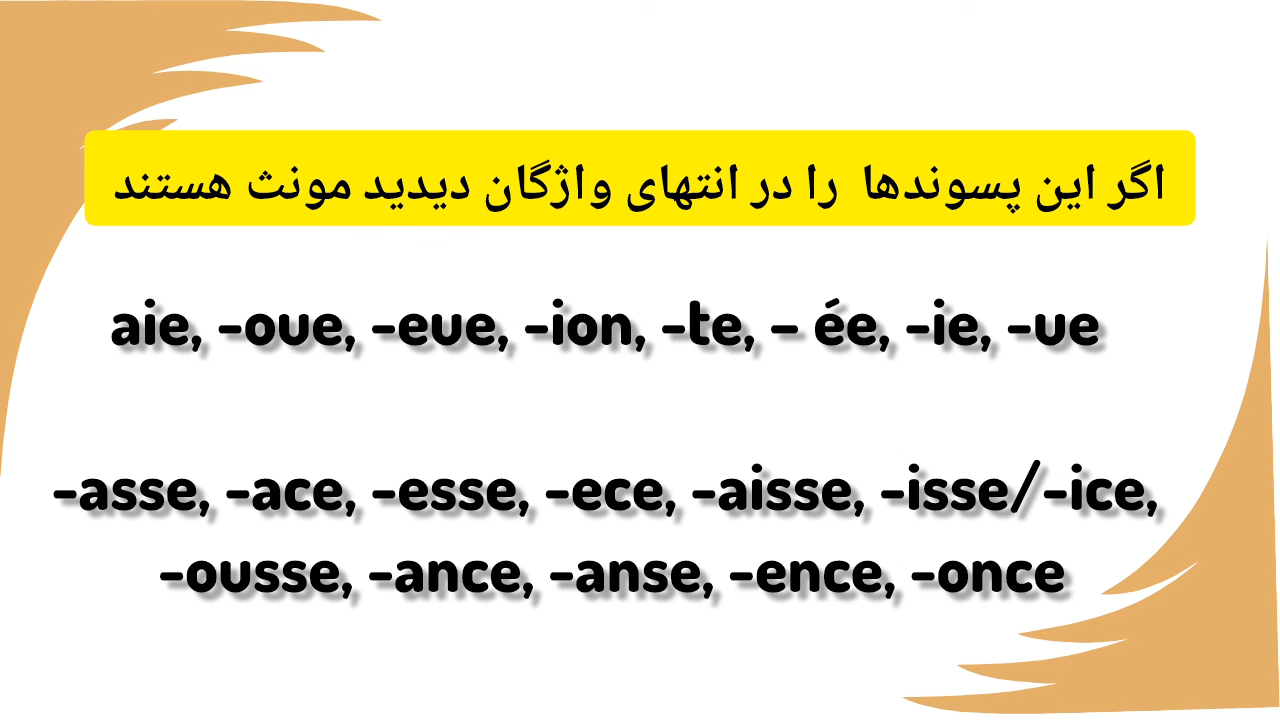 اگر این پسوندها را در انتهای واژگان دیدید مونث هستند
aie, -oue, -eue, -ion, -te, - ée, -ie, -ue
-asse, -ace, -esse, -ece, -aisse, -isse/-ice,
-ousse, -ance, -anse, -ence, -once